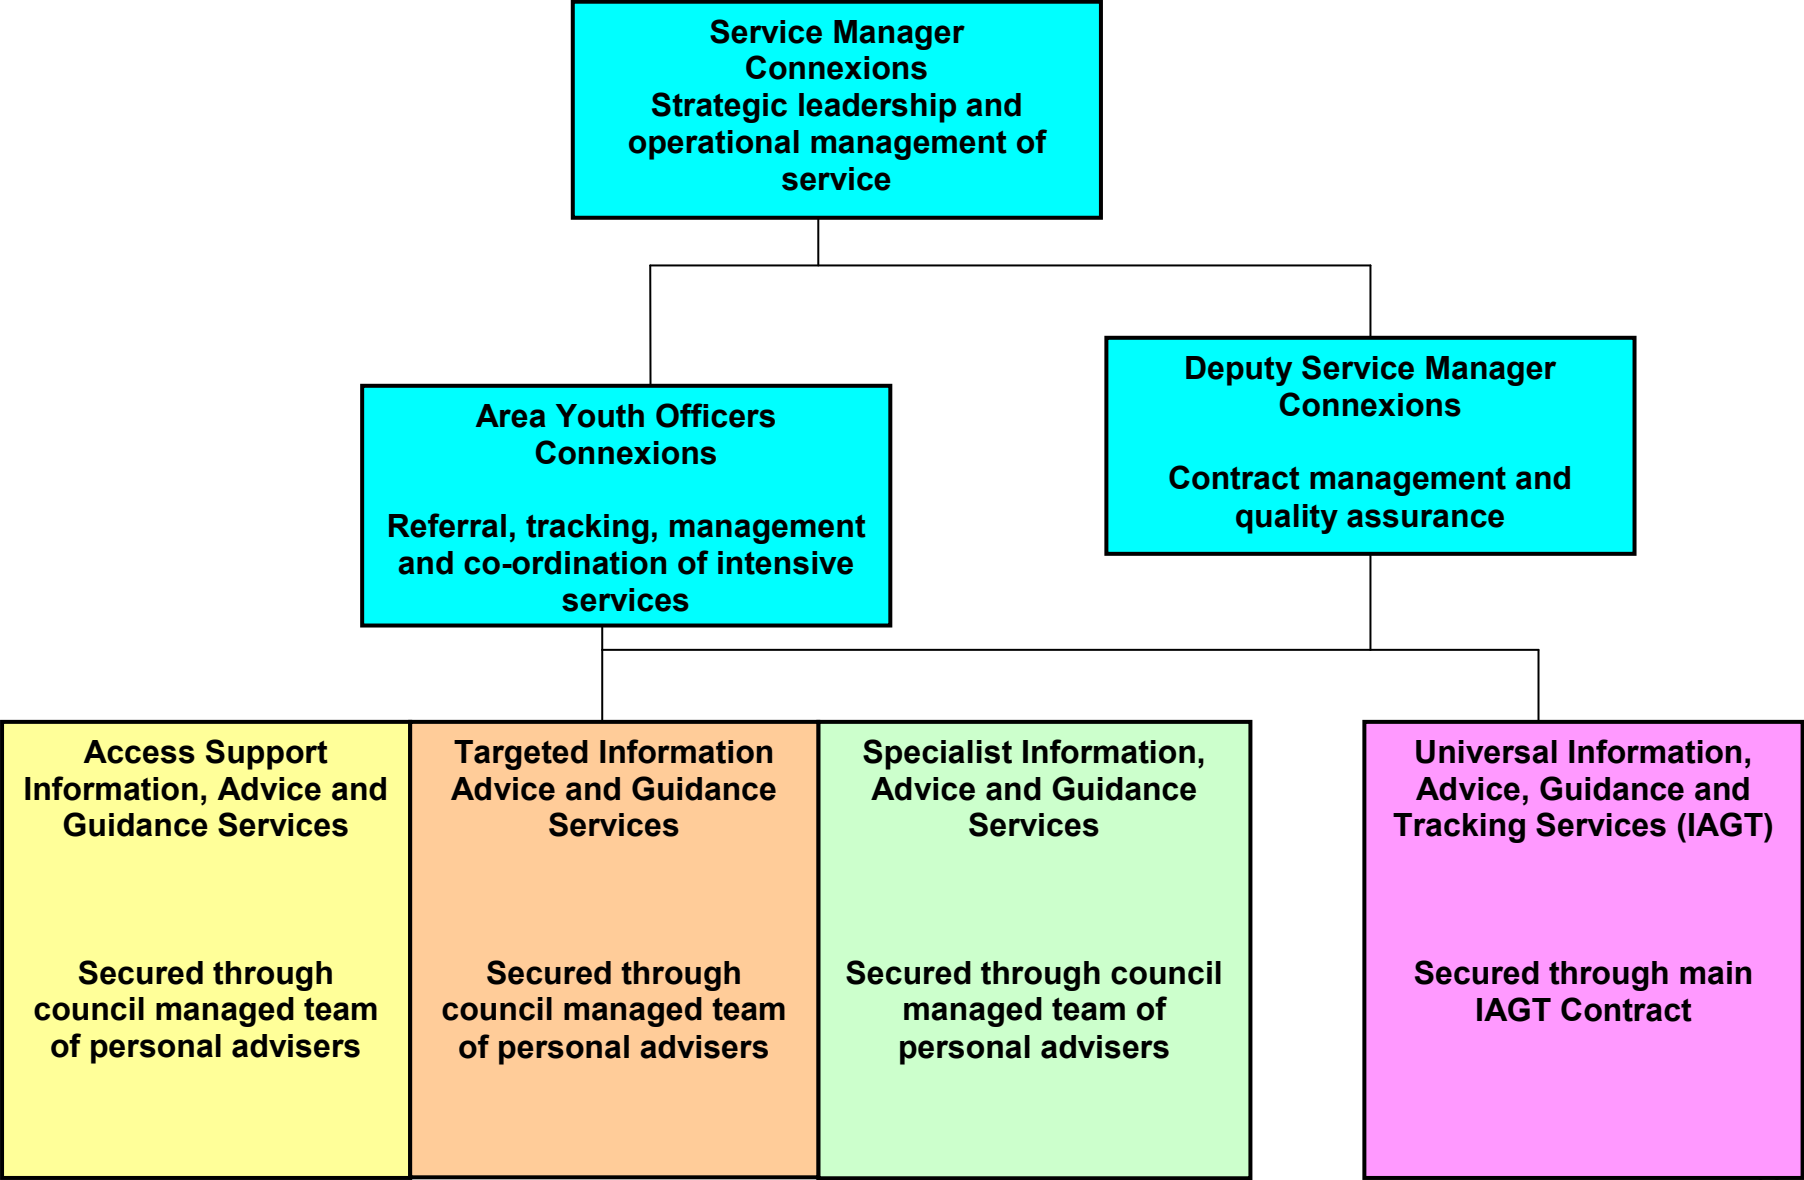 Service Manager
Connexions
Strategic leadership and
operational management of
service
Area Youth Officers
Connexions
Referral, tracking, management
and co-ordination of intensive
services
Deputy Service Manager
Connexions
Contract management and
quality assurance
Access Support
Information, Advice and
Guidance Services
Secured through
council managed team
of personal advisers
Targeted Information
Advice and Guidance
Services
Secured through
council managed team
of personal advisers
Specialist Information,
Advice and Guidance
Services
Secured through council
managed team of
personal advisers
Universal Information,
Advice, Guidance and
Tracking Services (IAGT)
Secured through main
IAGT Contract